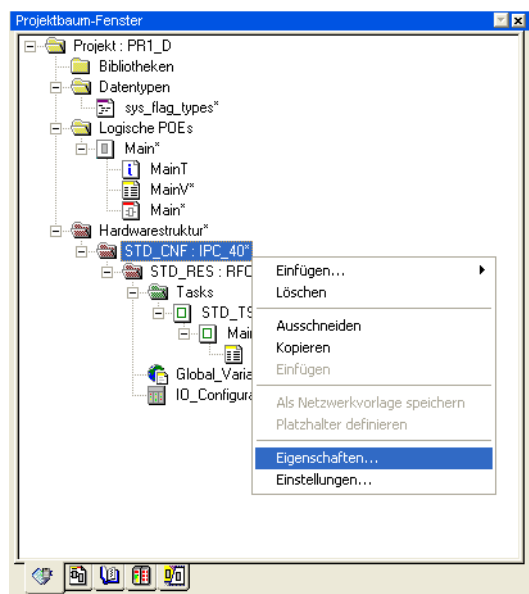 Projektbaum-Fenster
Projekt : PR1_D
Bibliotheken
Datentypen
sys_flag_types*
Logische POEs
Main*
MainT
MainV*
Main*
Hardwarestruktur*
STD_CNF : IPC_40*
STD_RES : RFC
Tasks
STD_TS
Mai
Global_Varia
IO_Configura
Einfügen...
Löschen
Ausschneiden
Kopieren
Einfügen
Als Netzwerkvorlage speichern
Platzhalter definieren
Eigenschaften...
Einstellungen...